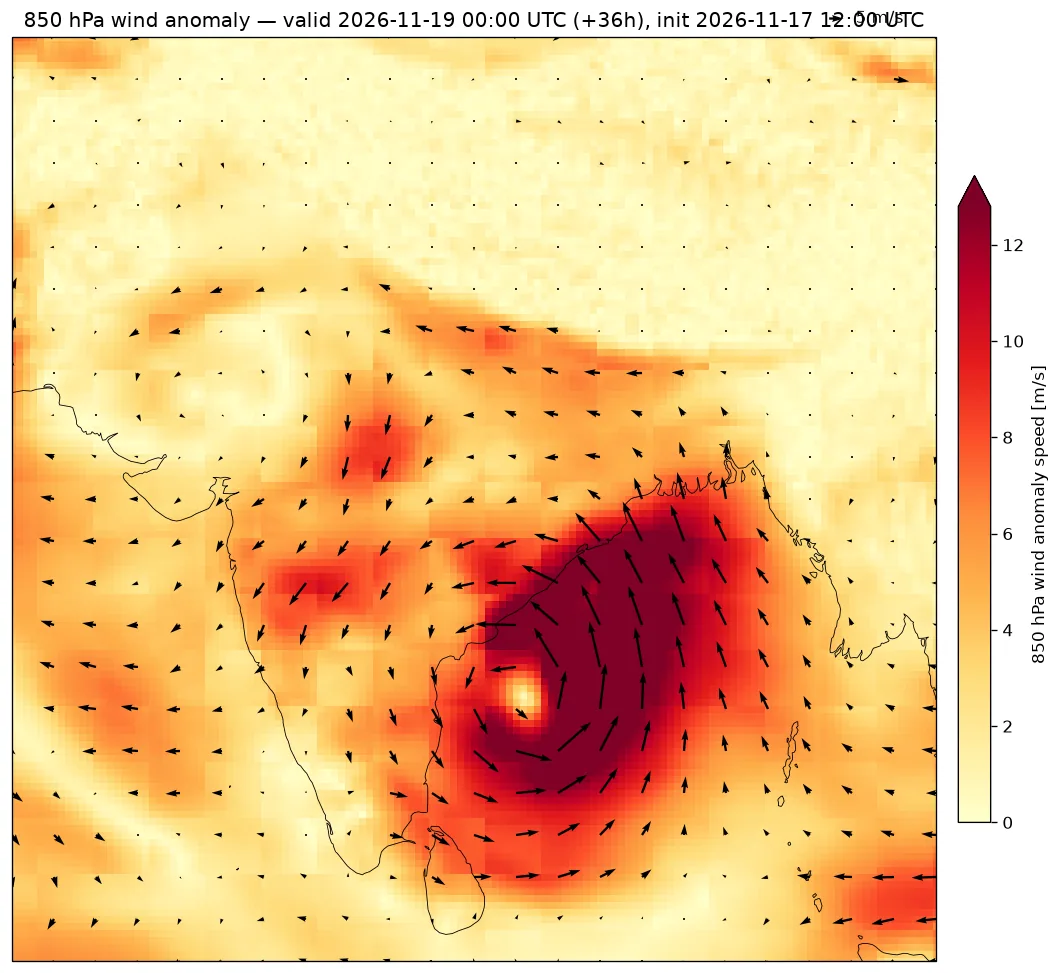 850 hPa wind anomaly — valid 2026-11-19 00:00 UTC (+36h), init 2026-11-17 12:00 UTC
5 m/s
12
10
8
6
4
2
0
850 hPa wind anomaly speed [m/s]